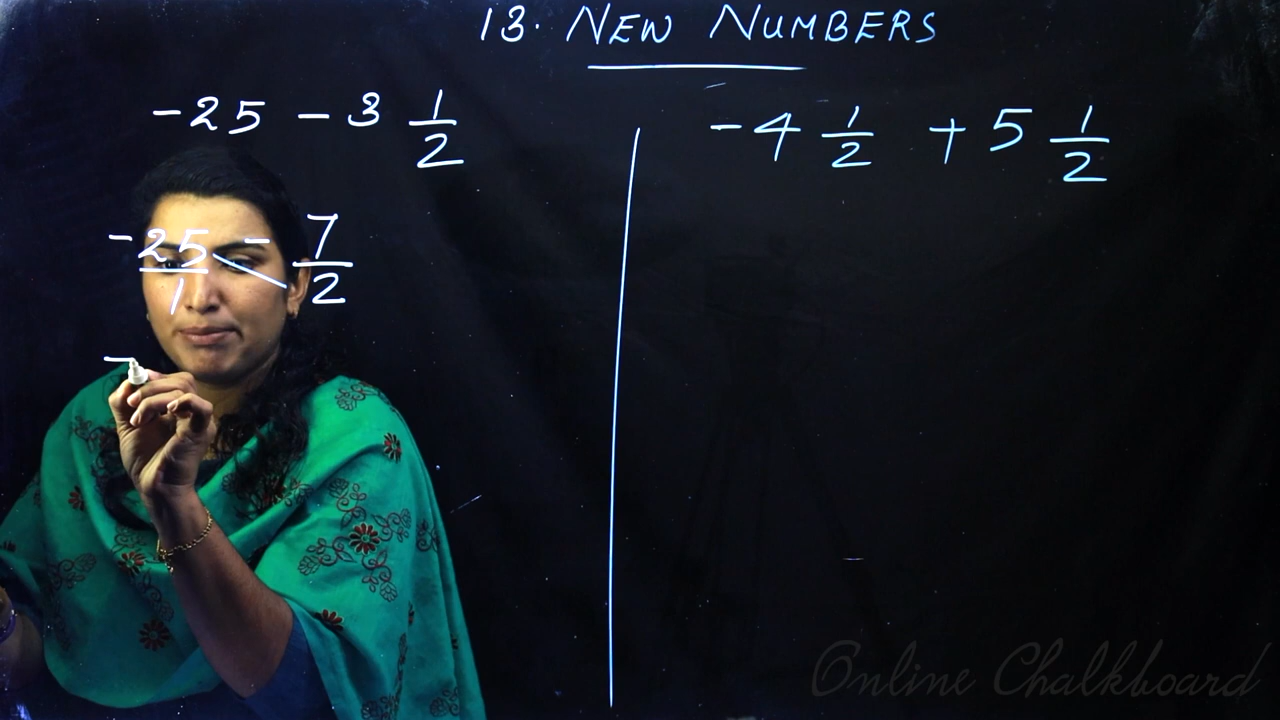 13. NEW NUMBERS
-25 - 3 1/2
-25/1 - 7/2
-
-4 1/2 + 5 1/2
Online Chalkboard